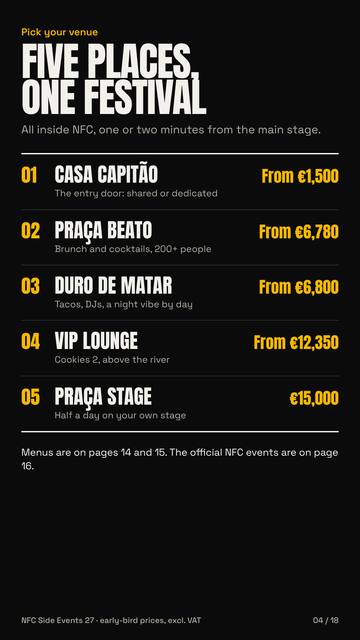 Pick your venue
FIVE PLACES,
ONE FESTIVAL
All inside NFC, one or two minutes from the main stage.
01 CASA CAPITÃO From €1,500
The entry door: shared or dedicated
02 PRAÇA BEATO From €6,780
Brunch and cocktails, 200+ people
03 DURO DE MATAR From €6,800
Tacos, DJs, a night vibe by day
04 VIP LOUNGE From €12,350
Cookies 2, above the river
05 PRAÇA STAGE €15,000
Half a day on your own stage
Menus are on pages 14 and 15. The official NFC events are on page
16.
NFC Side Events 27 · early-bird prices, excl. VAT 04 / 18